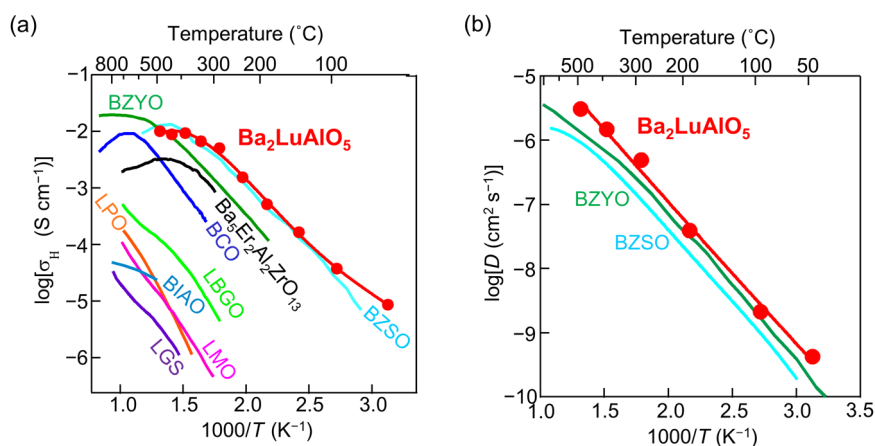 (a)
Temperature (˚C)
800 500 300 200 100
−1
−2
−3
−4
−5
−6
log[σH (S cm⁻¹)]
BZYO
Ba₂LuAlO₅
Ba₅Er₂Al₂ZrO₁₃
BCO
LPO
LBGO
BIAO
BZSO
LGS
LMO
1.0 1.5 2.0 2.5 3.0
1000/T (K⁻¹)
(b)
Temperature (˚C)
500 300 200 100 50
−5
−6
−7
−8
−9
−10
log[D (cm² s⁻¹)]
Ba₂LuAlO₅
BZYO
BZSO
1.0 1.5 2.0 2.5 3.0 3.5
1000/T (K⁻¹)